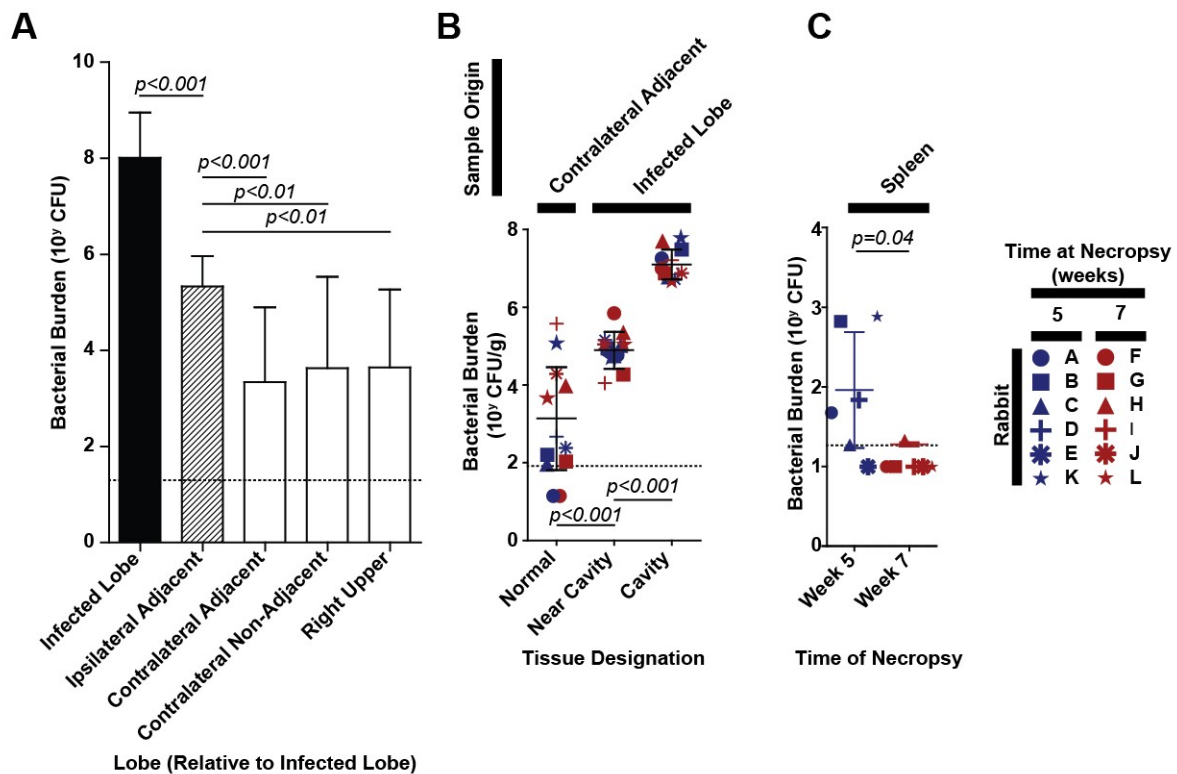 A
Bacterial Burden (10ʸ CFU)
10
8
6
4
2
0
p<0.001
p<0.001
p<0.01
p<0.01
Infected Lobe
Ipsilateral Adjacent
Contralateral Adjacent
Contralateral Non-Adjacent
Right Upper
Lobe (Relative to Infected Lobe)
B
Sample Origin
Contralateral Adjacent
Infected Lobe
Bacterial Burden
(10ʸ CFU/g)
8
6
4
2
0
p<0.001
p<0.001
Normal
Near Cavity
Cavity
Tissue Designation
C
Spleen
Bacterial Burden (10ʸ CFU)
4
3
2
1
0
p=0.04
Week 5
Week 7
Time of Necropsy
Time at Necropsy
(weeks)
5 7
Rabbit
A F
B G
C H
D I
E J
K L